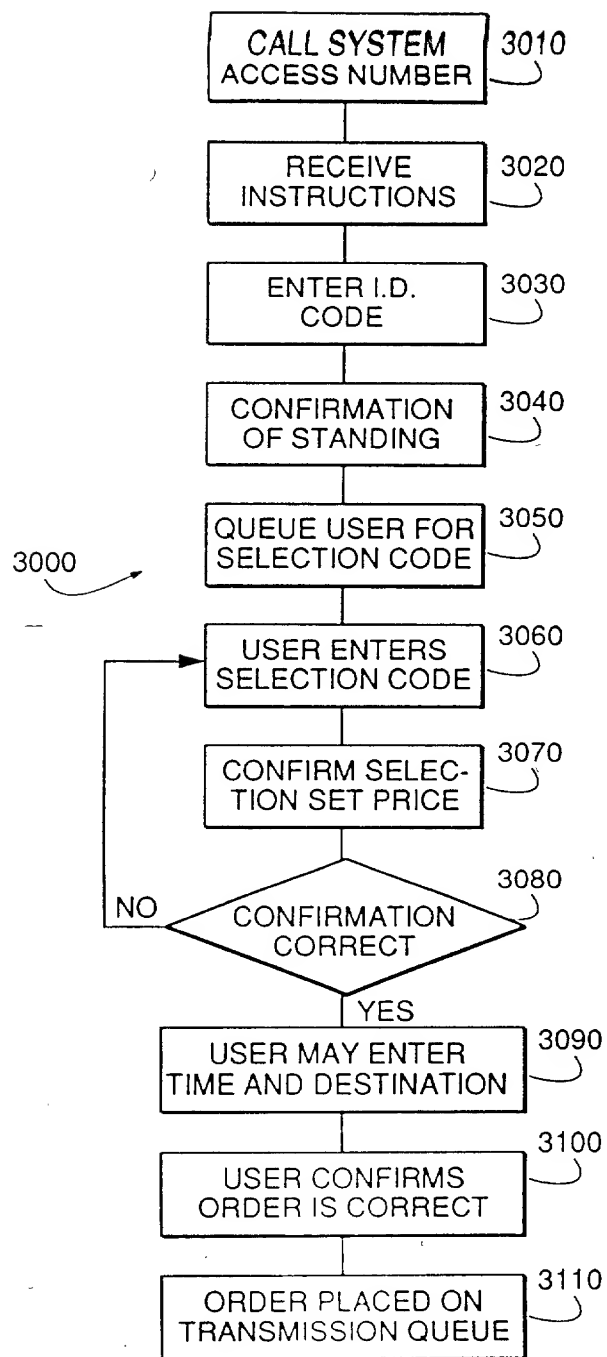 CALL SYSTEM
ACCESS NUMBER
3010
RECEIVE
INSTRUCTIONS
3020
ENTER I.D.
CODE
3030
CONFIRMATION
OF STANDING
3040
QUEUE USER FOR
SELECTION CODE
3050
3000
USER ENTERS
SELECTION CODE
3060
CONFIRM SELEC-
TION SET PRICE
3070
CONFIRMATION
CORRECT
3080
NO
YES
USER MAY ENTER
TIME AND DESTINATION
3090
USER CONFIRMS
ORDER IS CORRECT
3100
ORDER PLACED ON
TRANSMISSION QUEUE
3110